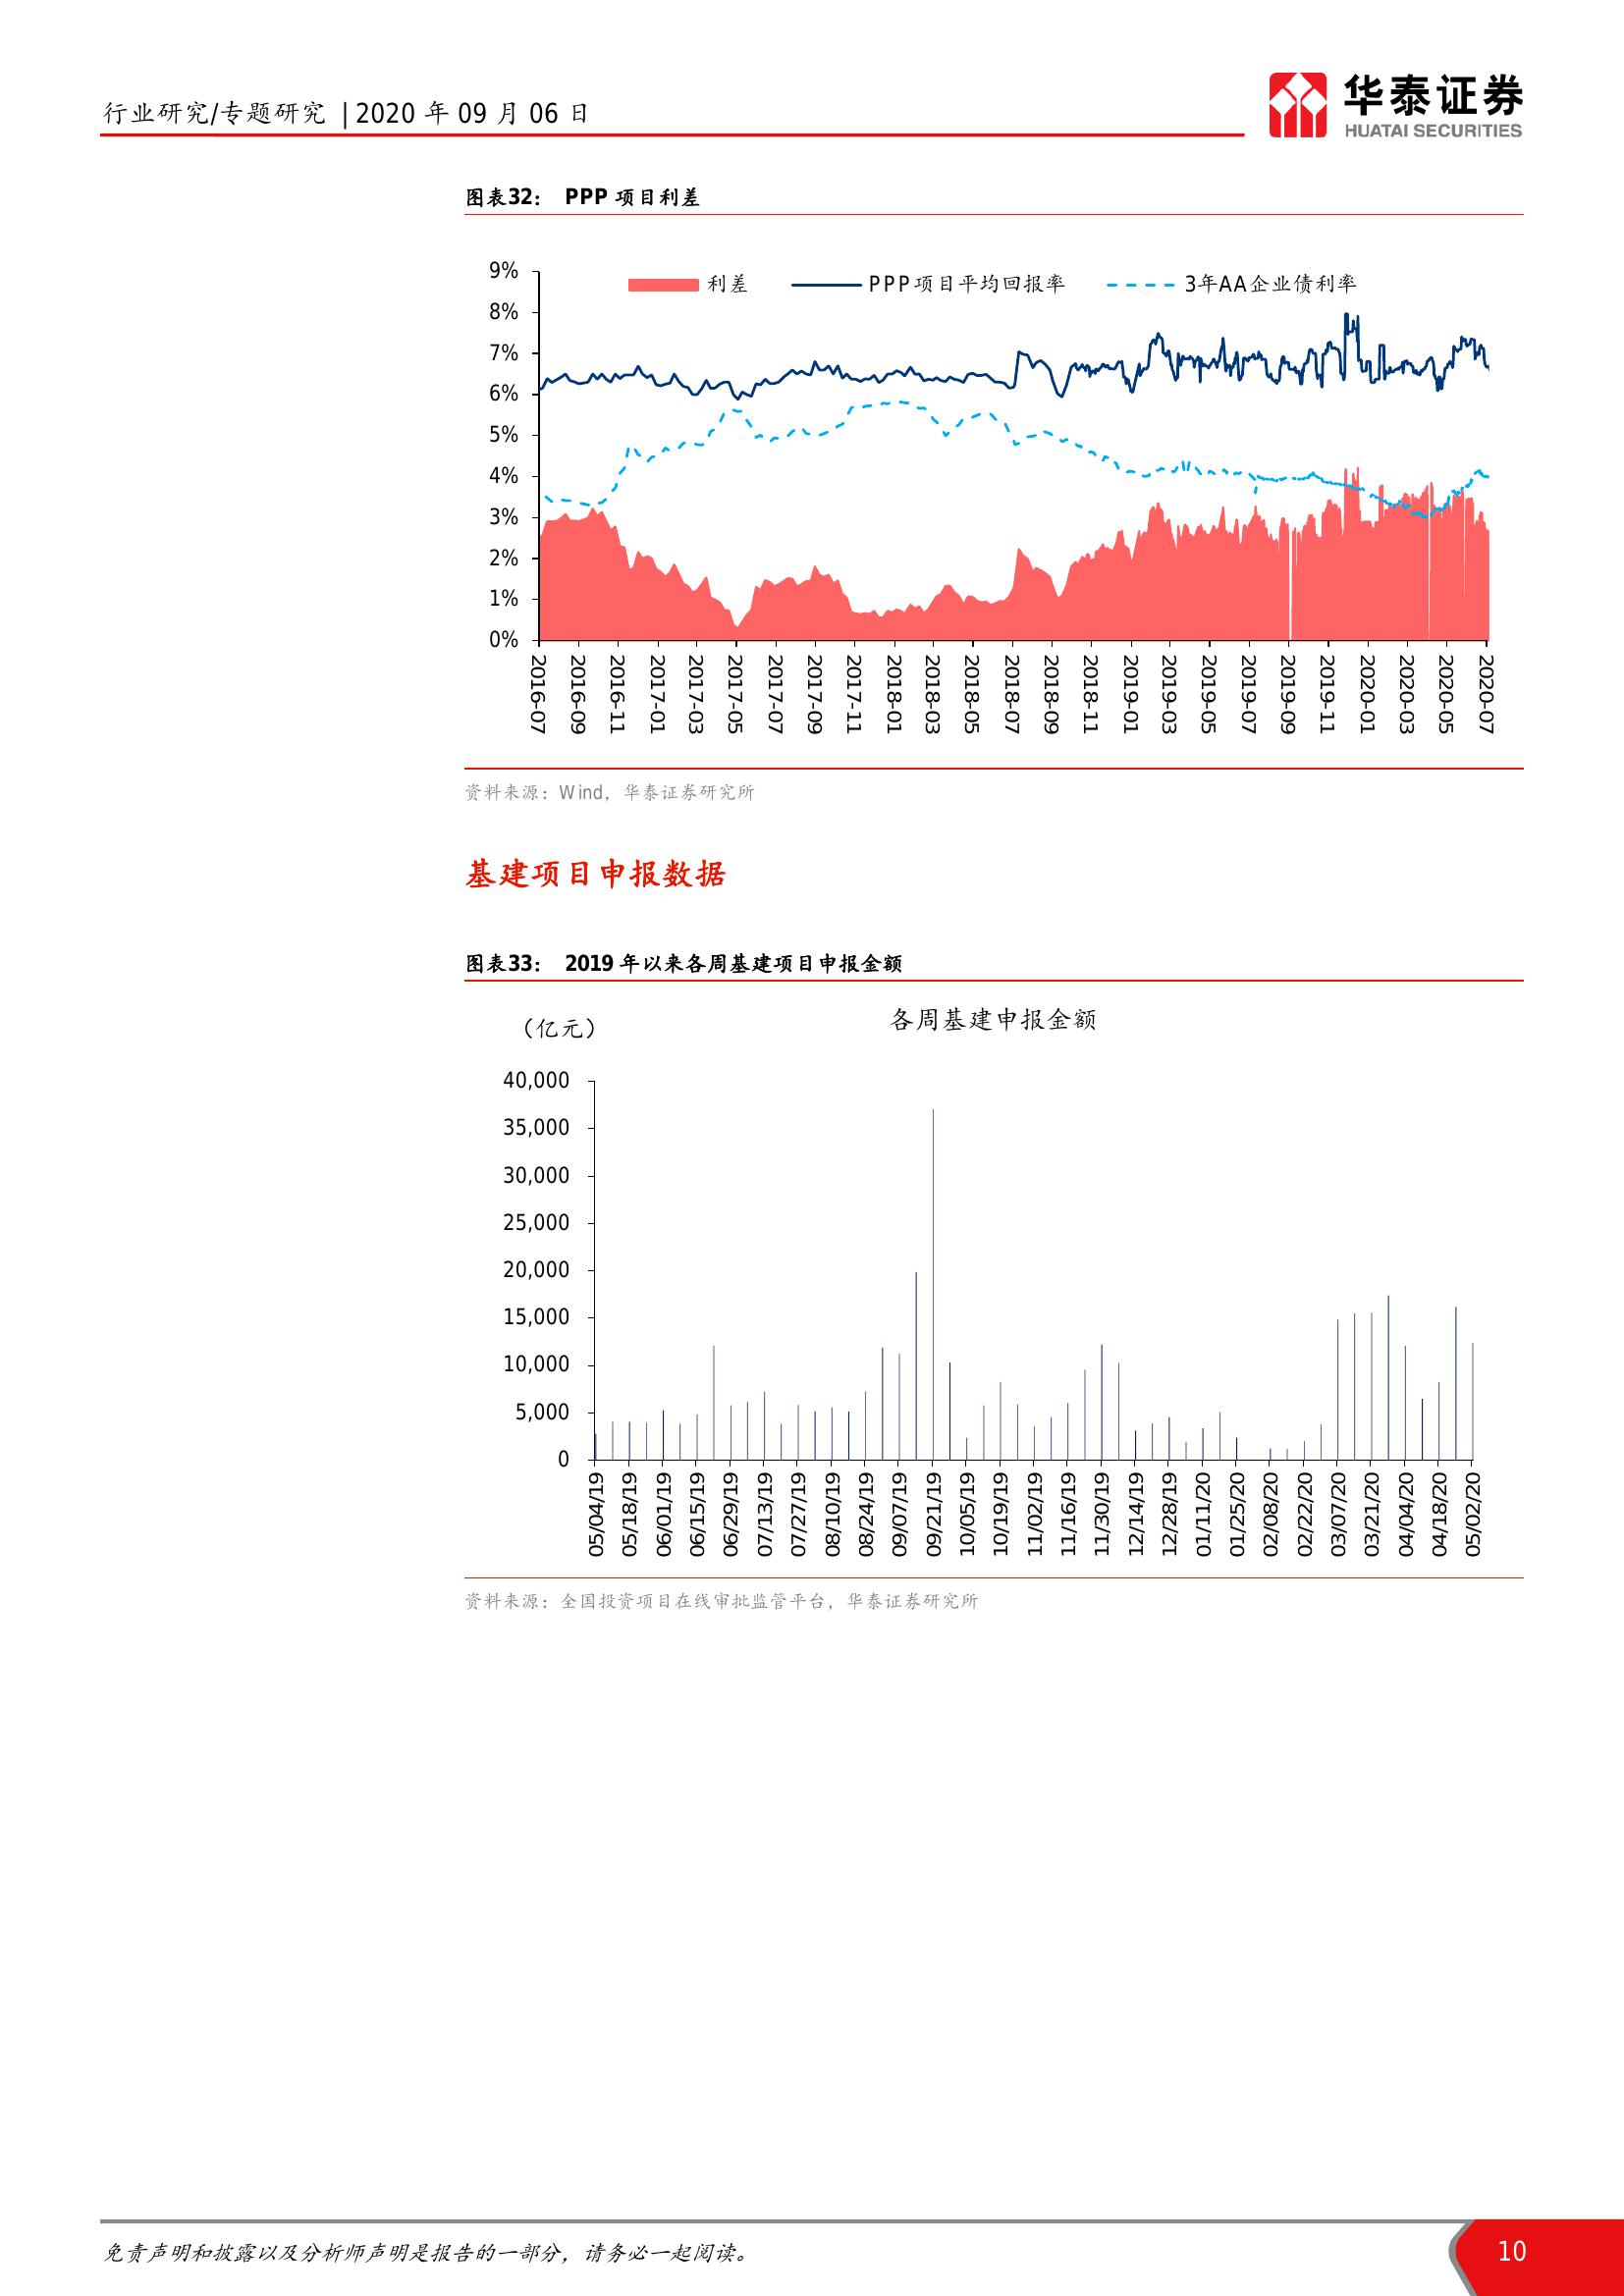 行业研究/专题研究 | 2020 年 09 月 06 日
华泰证券
HUATAI SECURITIES
图表32： PPP 项目利差
利差 PPP项目平均回报率 3年AA企业债利率
9%
8%
7%
6%
5%
4%
3%
2%
1%
0%
2016-07 2016-09 2016-11 2017-01 2017-03 2017-05 2017-07 2017-09 2017-11 2018-01 2018-03 2018-05 2018-07 2018-09 2018-11 2019-01 2019-03 2019-05 2019-07 2019-09 2019-11 2020-01 2020-03 2020-05 2020-07
资料来源：Wind，华泰证券研究所
基建项目申报数据
图表33： 2019 年以来各周基建项目申报金额
（亿元） 各周基建申报金额
40,000
35,000
30,000
25,000
20,000
15,000
10,000
5,000
0
05/04/19 05/18/19 06/01/19 06/15/19 06/29/19 07/13/19 07/27/19 08/10/19 08/24/19 09/07/19 09/21/19 10/05/19 10/19/19 11/02/19 11/16/19 11/30/19 12/14/19 12/28/19 01/11/20 01/25/20 02/08/20 02/22/20 03/07/20 03/21/20 04/04/20 04/18/20 05/02/20
资料来源：全国投资项目在线审批监管平台，华泰证券研究所
免责声明和披露以及分析师声明是报告的一部分，请务必一起阅读。
10